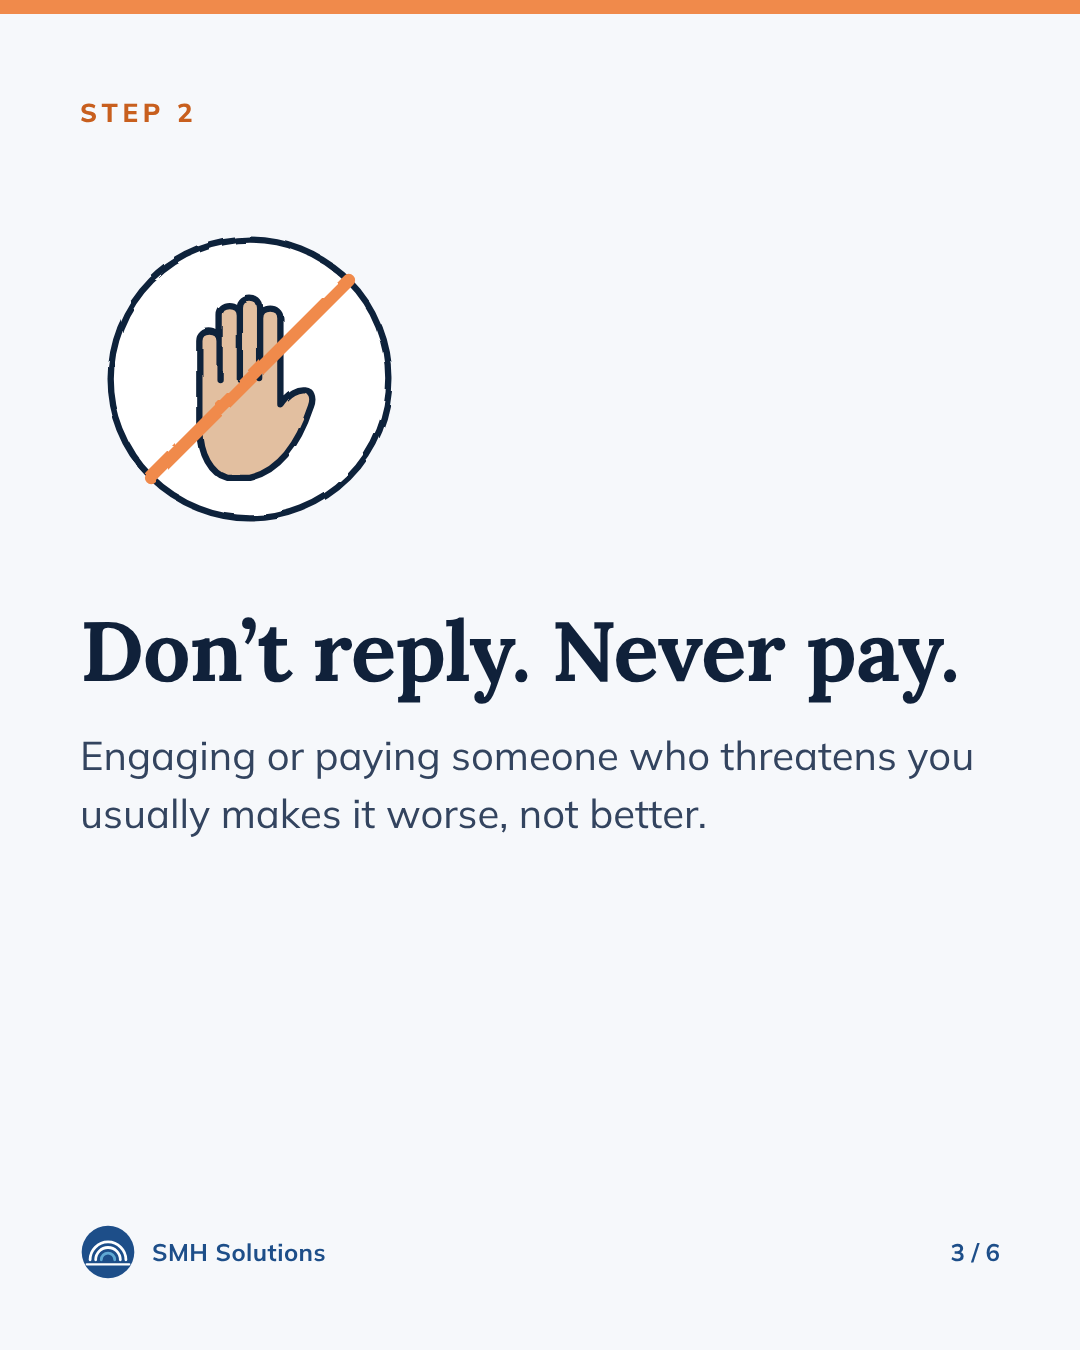 STEP 2
Don’t reply. Never pay.
Engaging or paying someone who threatens you
usually makes it worse, not better.
SMH Solutions
3 / 6